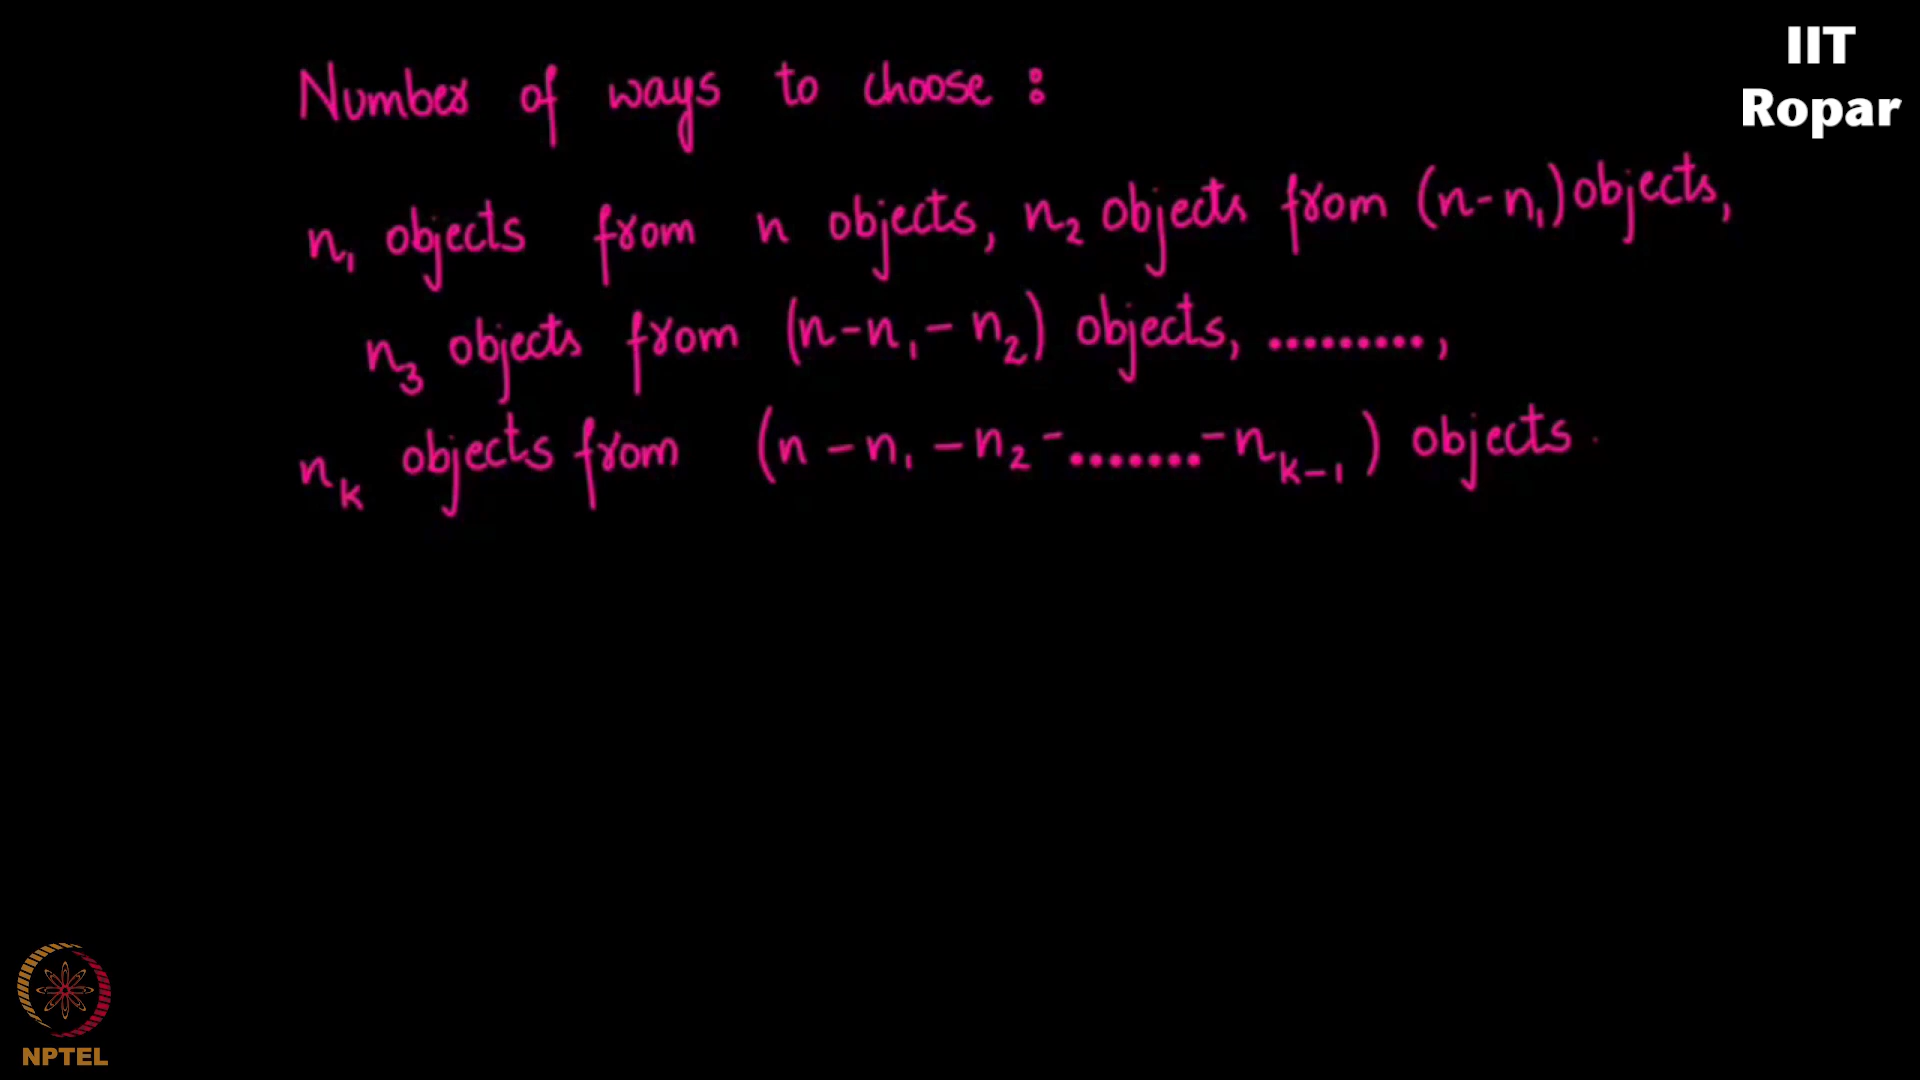 IIT
Ropar
Number of ways to choose :
n₁ objects from n objects, n₂ objects from (n-n₁) objects,
n₃ objects from (n-n₁-n₂) objects, .........,
nₖ objects from (n-n₁-n₂-.......-nₖ₋₁) objects.
NPTEL